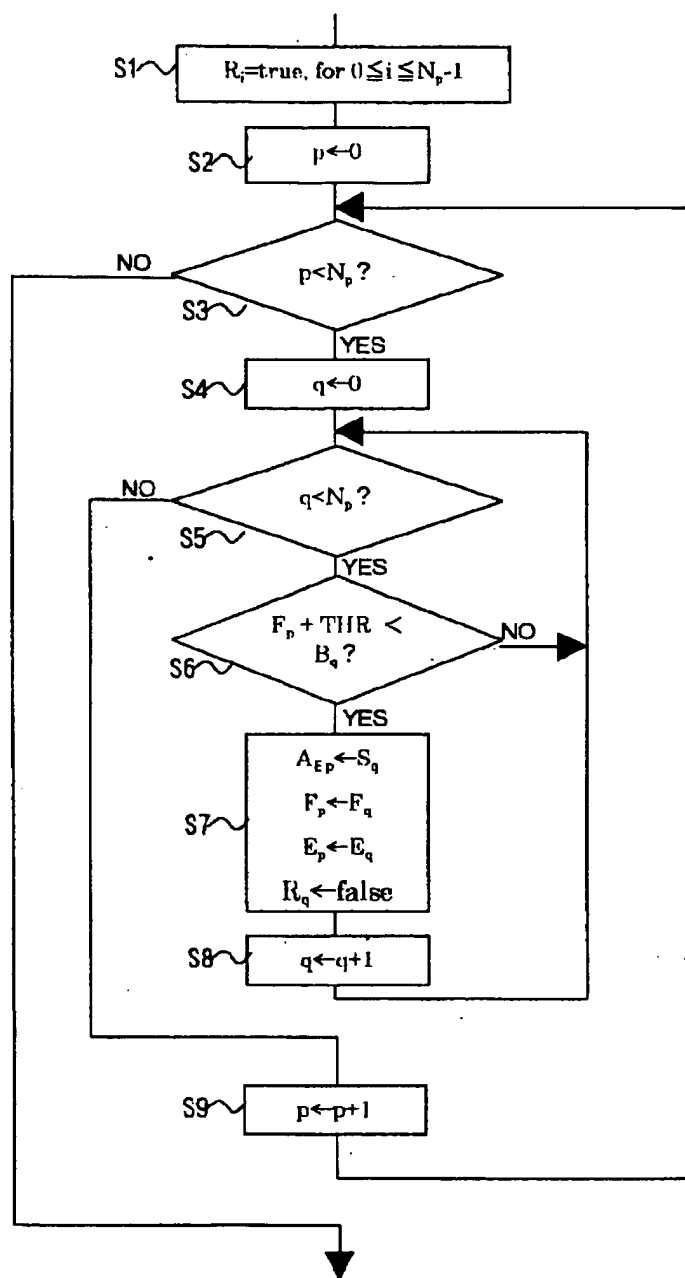 S1
R_i=true, for 0≦i≦N_p-1
S2
p←0
NO
p<N_p?
S3
YES
S4
q←0
NO
q<N_p?
S5
YES
F_p + THR <
B_q?
NO
S6
YES
S7
A_Ep←S_q
F_p←F_q
E_p←E_q
R_q←false
S8
q←q+1
S9
p←p+1